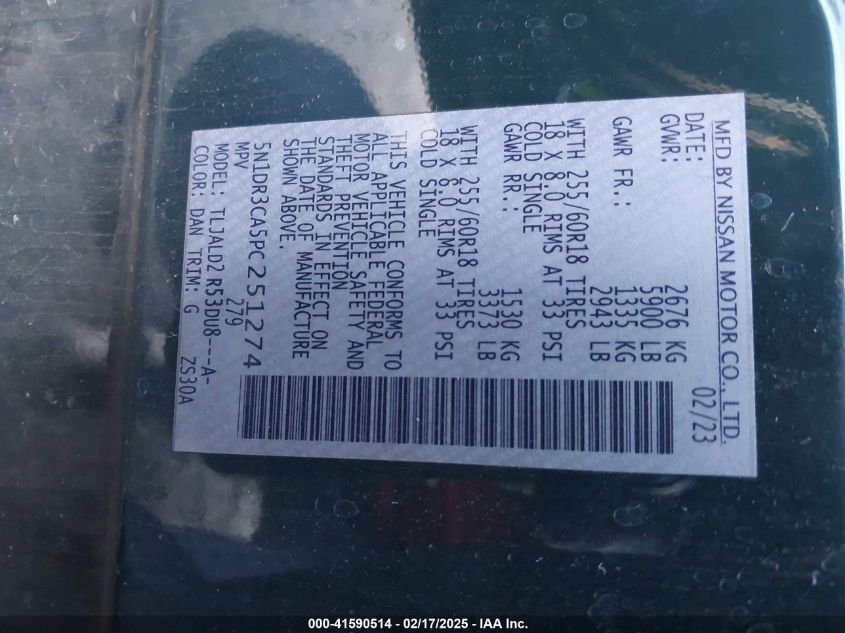 MFD BY NISSAN MOTOR CO., LTD.
DATE: 02/23
GVWR: 2676 KG
5900 LB
GAWR FR.: 1335 KG
2943 LB
WITH 255/60R18 TIRES
18 X 8.0 RIMS AT 33 PSI
COLD SINGLE
GAWR RR.: 1530 KG
3373 LB
WITH 255/60R18 TIRES
18 X 8.0 RIMS AT 33 PSI
COLD SINGLE
THIS VEHICLE CONFORMS TO
ALL APPLICABLE FEDERAL
MOTOR VEHICLE SAFETY AND
THEFT PREVENTION
STANDARDS IN EFFECT ON
THE DATE OF MANUFACTURE
SHOWN ABOVE.
5N1DR3CA5PC251274
MPV 279
MODEL: TLJALD2 R53DU8---A-
COLOR: DAN TRIM: G ZS30A
000-41590514 - 02/17/2025 - IAA Inc.